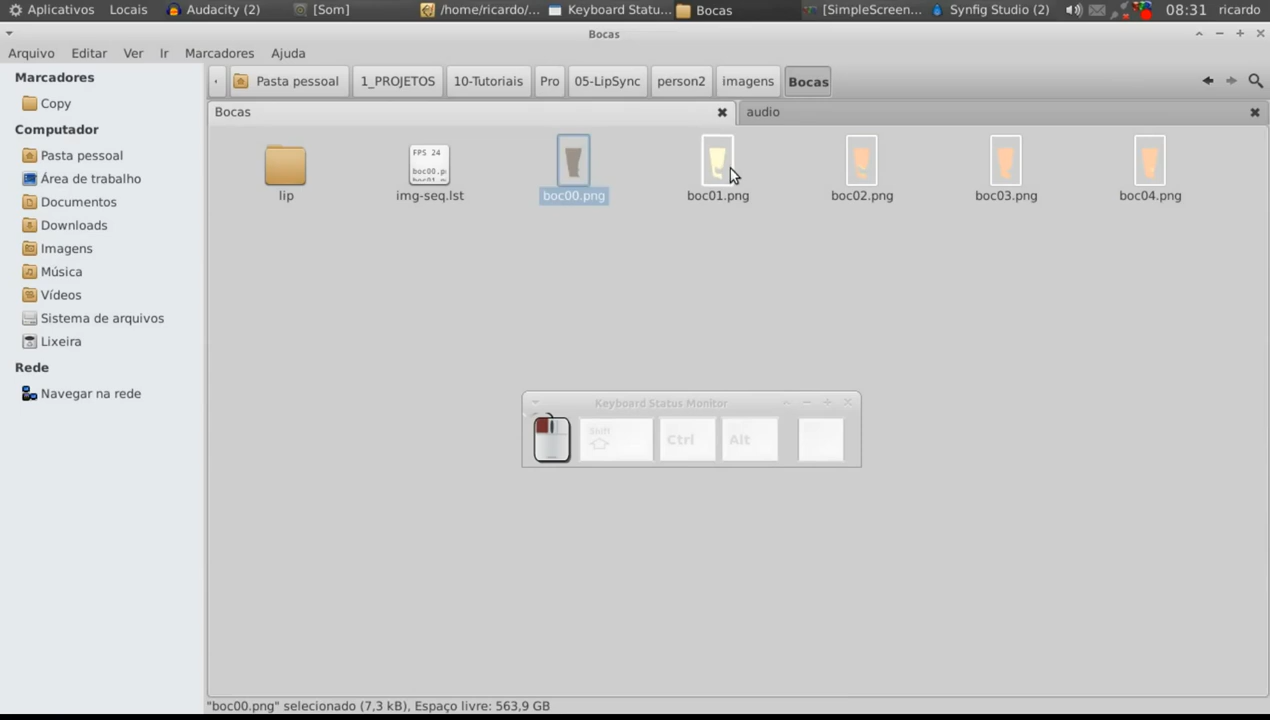 Aplicativos Locais Audacity (2) [Som] /home/ricardo/... Keyboard Statu... Bocas [SimpleScreen... Synfig Studio (2) 08:31 ricardo
Bocas
Arquivo Editar Ver Ir Marcadores Ajuda
Marcadores
Copy
Computador
Pasta pessoal
Área de trabalho
Documentos
Downloads
Imagens
Música
Vídeos
Sistema de arquivos
Lixeira
Rede
Navegar na rede
Pasta pessoal 1_PROJETOS 10-Tutoriais Pro 05-LipSync person2 imagens Bocas
Bocas audio
FPS 24
lip img-seq.lst boc00.png boc01.png boc02.png boc03.png boc04.png
Keyboard Status Monitor
Shift Ctrl Alt
"boc00.png" selecionado (7,3 kB), Espaço livre: 563,9 GB